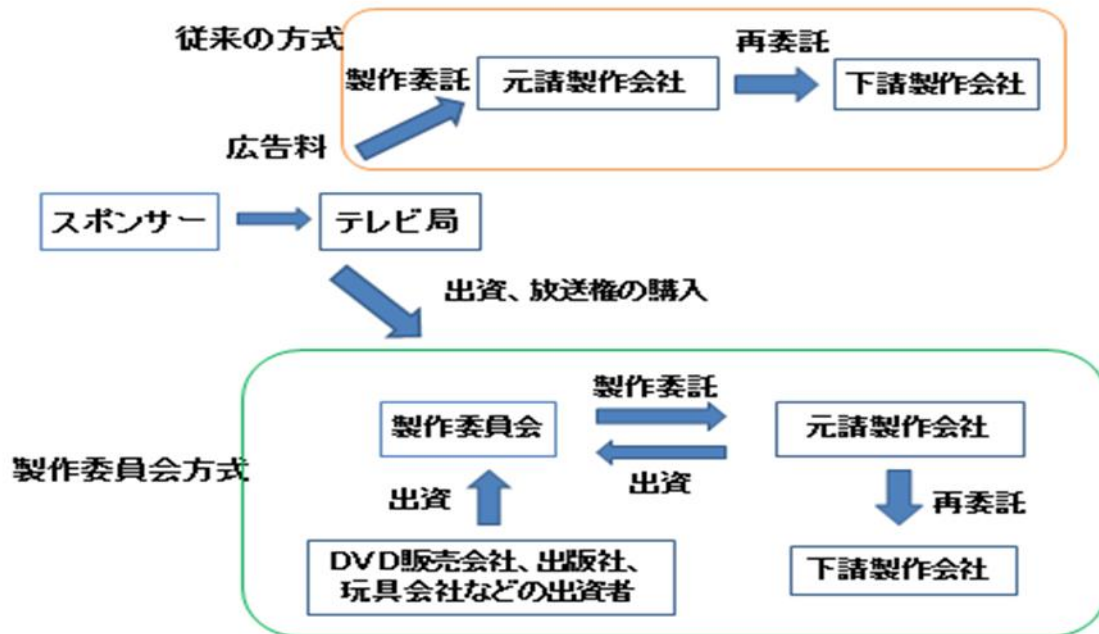 従来の方式
再委託
製作委託
元請製作会社
下請製作会社
広告料
スポンサー
テレビ局
出資、放送権の購入
製作委託
製作委員会
元請製作会社
製作委員会方式
出資
出資
再委託
DVD販売会社、出版社、
玩具会社などの出資者
下請製作会社